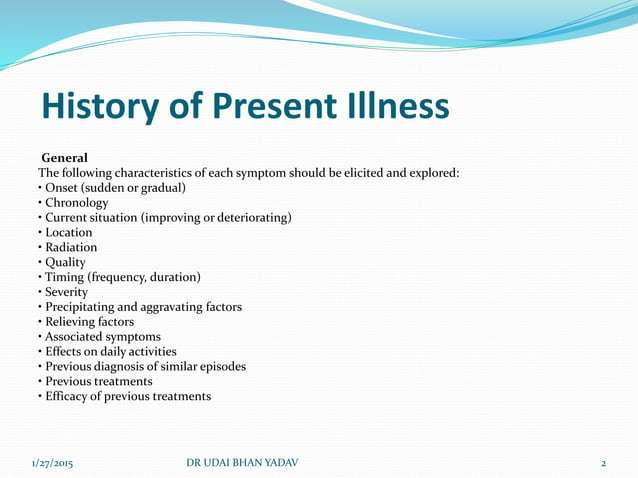 History of Present Illness
General
The following characteristics of each symptom should be elicited and explored:
• Onset (sudden or gradual)
• Chronology
• Current situation (improving or deteriorating)
• Location
• Radiation
• Quality
• Timing (frequency, duration)
• Severity
• Precipitating and aggravating factors
• Relieving factors
• Associated symptoms
• Effects on daily activities
• Previous diagnosis of similar episodes
• Previous treatments
• Efficacy of previous treatments
1/27/2015 DR UDAI BHAN YADAV 2